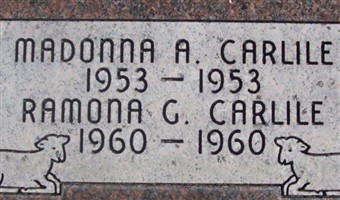 MADONNA A. CARLILE
1953 – 1953
RAMONA G. CARLILE
1960 – 1960